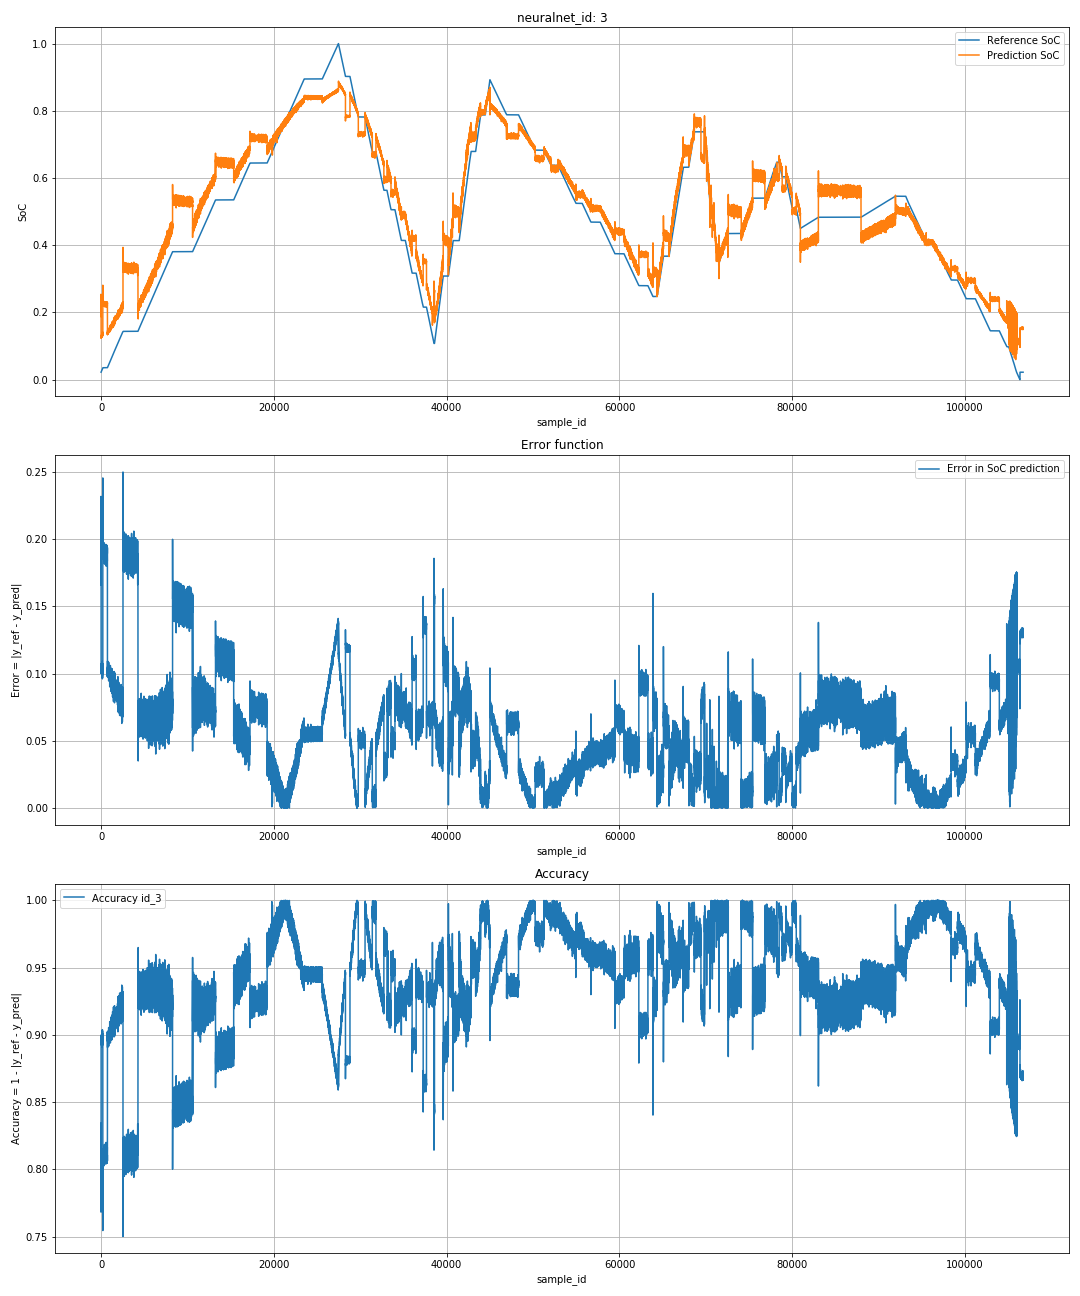 neuralnet_id: 3
Reference SoC
Prediction SoC
SoC
1.0
0.8
0.6
0.4
0.2
0.0
0 20000 40000 60000 80000 100000
sample_id
Error function
Error in SoC prediction
Error = |y_ref - y_pred|
0.25
0.20
0.15
0.10
0.05
0.00
0 20000 40000 60000 80000 100000
sample_id
Accuracy
Accuracy id_3
Accuracy = 1 - |y_ref - y_pred|
1.00
0.95
0.90
0.85
0.80
0.75
0 20000 40000 60000 80000 100000
sample_id